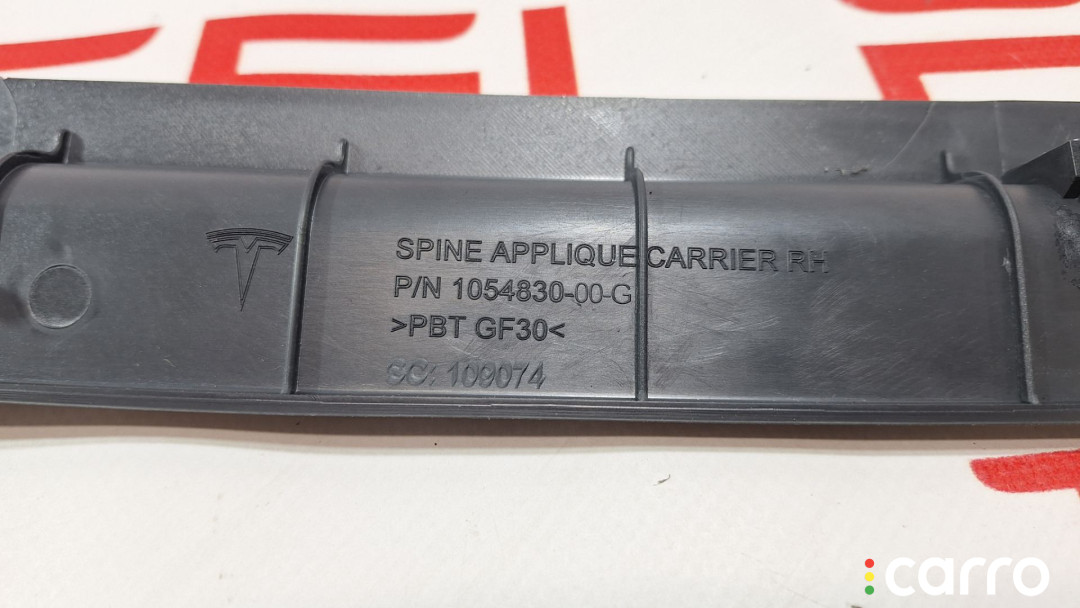 SPINE APPLIQUE CARRIER RH
P/N 1054830-00-G
>PBT GF30<
SC: 109074
carro